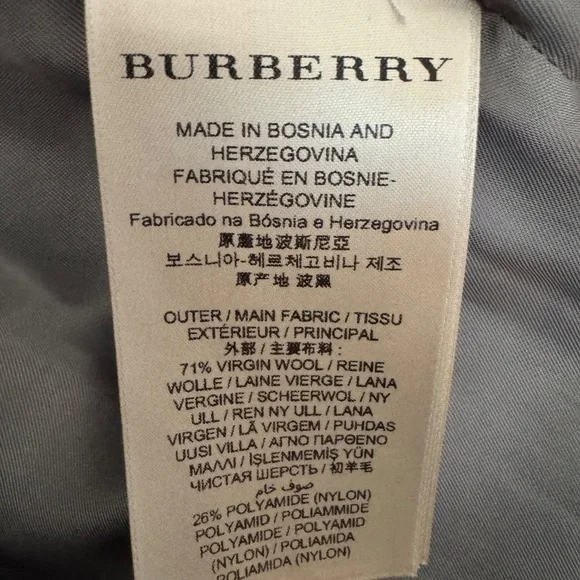 BURBERRY
MADE IN BOSNIA AND
HERZEGOVINA
FABRIQUÉ EN BOSNIE-
HERZÉGOVINE
Fabricado na Bósnia e Herzegovina
原產地波斯尼亞
보스니아-헤르체고비나 제조
原产地 波黑
OUTER / MAIN FABRIC / TISSU
EXTÉRIEUR / PRINCIPAL
外部 / 主要布料 :
71% VIRGIN WOOL / REINE
WOLLE / LAINE VIERGE / LANA
VERGINE / SCHEERWOL / NY
ULL / REN NY ULL / LANA
VIRGEN / LÃ VIRGEM / PUHDAS
UUSI VILLA / ΑΓΝΟ ΠΑΡΘΕΝΟ
ΜΑΛΛΙ / İŞLENMEMİŞ YÜN
ЧИСТАЯ ШЕРСТЬ / 初羊毛
صوف خام
26% POLYAMIDE (NYLON)
POLYAMID / POLIAMMIDE
POLYAMIDE / POLYAMID
(NYLON) / POLIAMIDA
POLIAMIDA (NYLON)